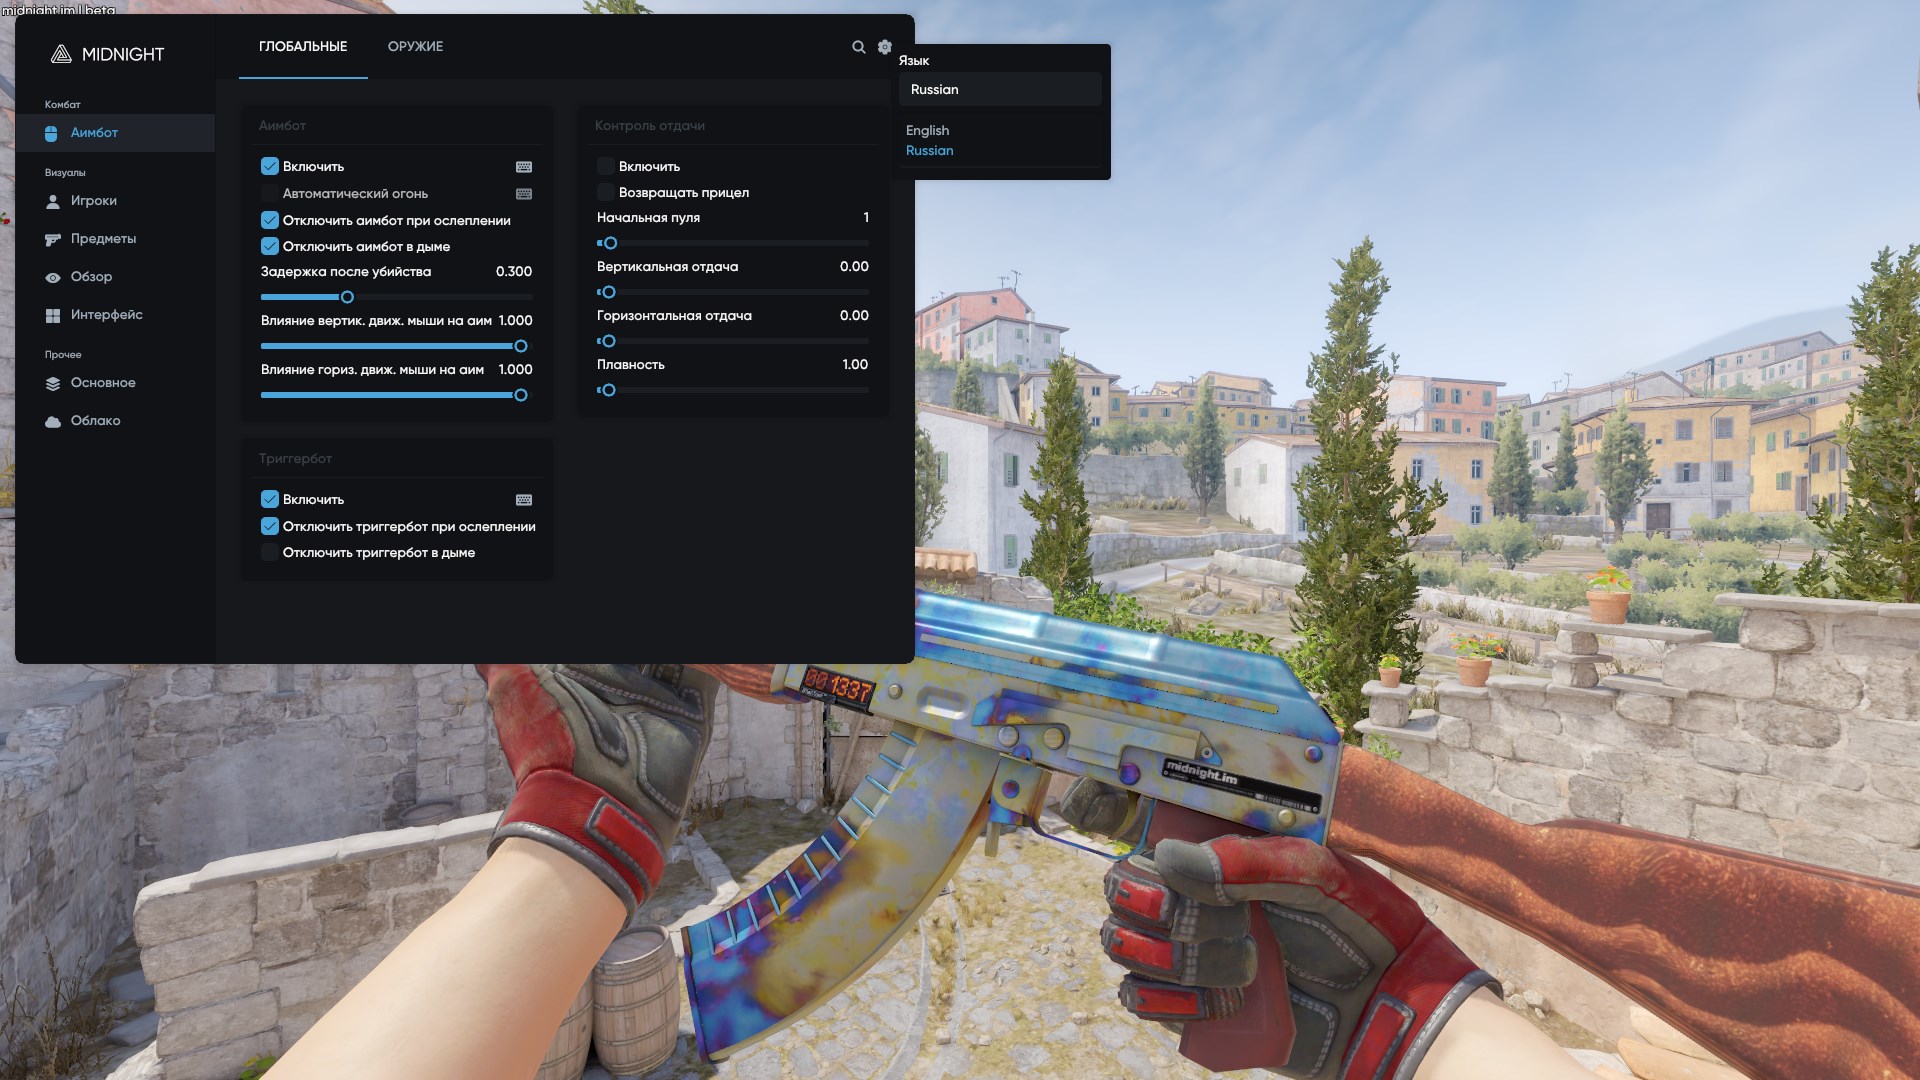 midnight.im | beta
MIDNIGHT
Комбат
Аимбот
Визуалы
Игроки
Предметы
Обзор
Интерфейс
Прочее
Основное
Облако
ГЛОБАЛЬНЫЕ
ОРУЖИЕ
Аимбот
Включить
Автоматический огонь
Отключить аимбот при ослеплении
Отключить аимбот в дыме
Задержка после убийства 0.300
Влияние вертик. движ. мыши на аим 1.000
Влияние гориз. движ. мыши на аим 1.000
Триггербот
Включить
Отключить триггербот при ослеплении
Отключить триггербот в дыме
Контроль отдачи
Включить
Возвращать прицел
Начальная пуля 1
Вертикальная отдача 0.00
Горизонтальная отдача 0.00
Плавность 1.00
Язык
Russian
English
Russian
001337
midnight.im